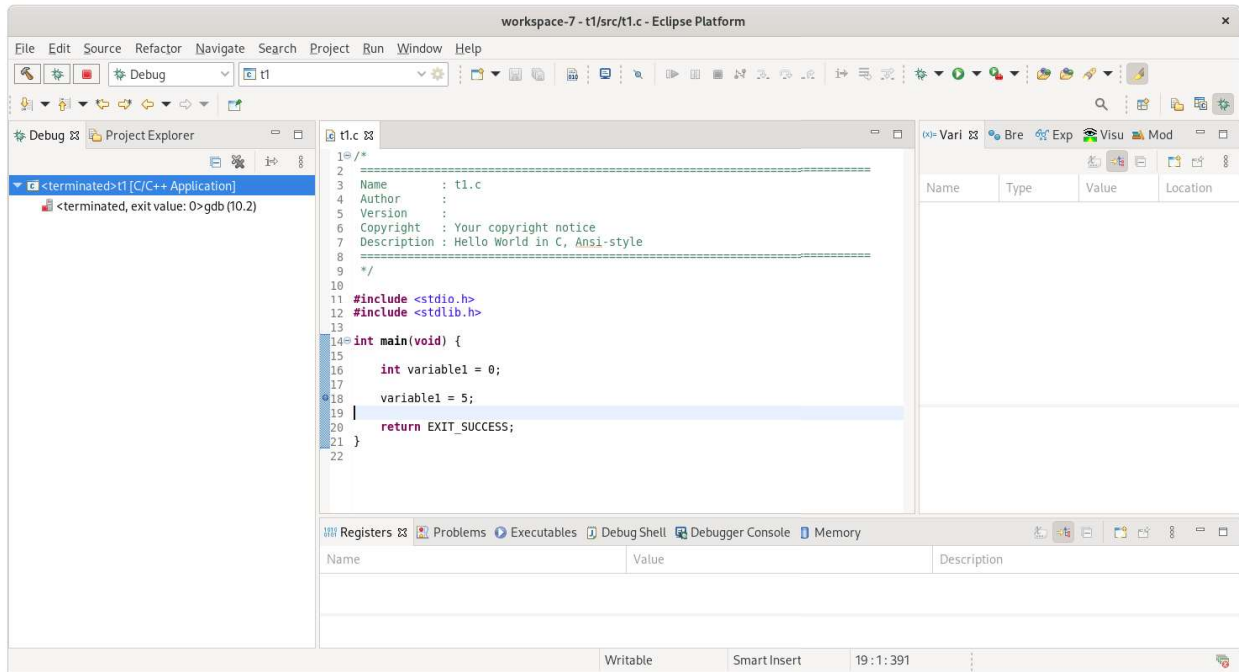 workspace-7 - t1/src/t1.c - Eclipse Platform
File Edit Source Refactor Navigate Search Project Run Window Help
Debug t1
Debug Project Explorer
<terminated>t1 [C/C++ Application]
<terminated, exit value: 0>gdb (10.2)
t1.c
1 /*
2 ============================================================================
3 Name : t1.c
4 Author :
5 Version :
6 Copyright : Your copyright notice
7 Description : Hello World in C, Ansi-style
8 ============================================================================
9 */
10
11 #include <stdio.h>
12 #include <stdlib.h>
13
14 int main(void) {
15
16 int variable1 = 0;
17
18 variable1 = 5;
19
20 return EXIT_SUCCESS;
21 }
22
(x)= Vari Bre Exp Visu Mod
Name Type Value Location
Registers Problems Executables Debug Shell Debugger Console Memory
Name Value Description
Writable Smart Insert 19 : 1 : 391